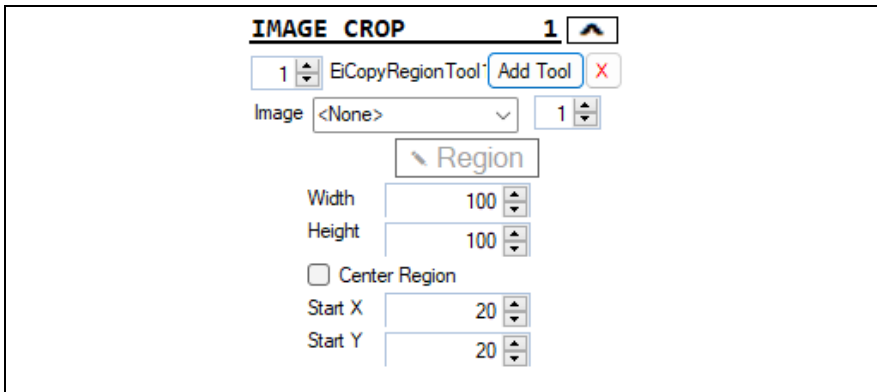 IMAGE CROP 1
1 EiCopyRegionTool Add Tool X
Image <None> 1
Region
Width 100
Height 100
Center Region
Start X 20
Start Y 20